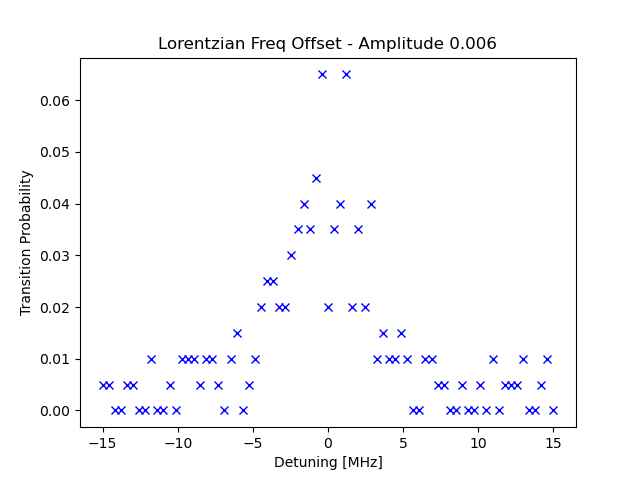 Lorentzian Freq Offset - Amplitude 0.006
Transition Probability
0.06
0.05
0.04
0.03
0.02
0.01
0.00
−15 −10 −5 0 5 10 15
Detuning [MHz]